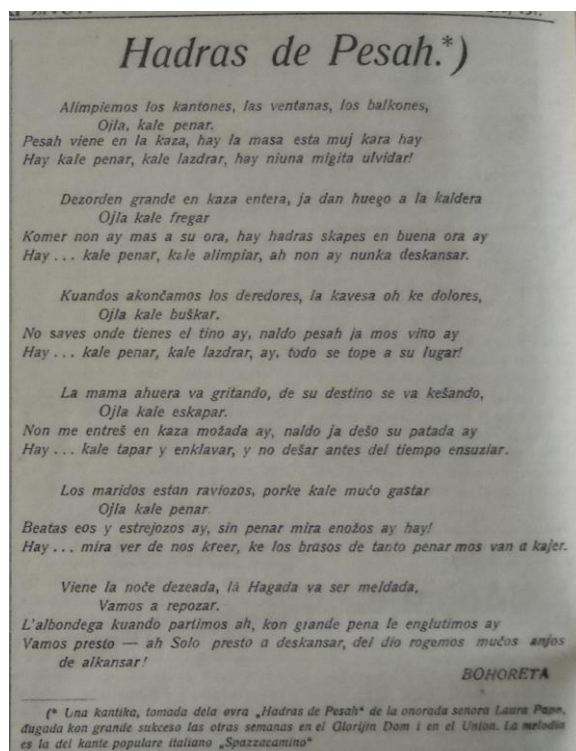 Hadras de Pesah.*)
Alimpiemos los kantones, las ventanas, los balkones,
Ojla, kale penar.
Pesah viene en la kaza, hay la masa esta muj kara hay
Hay kale penar, kale lazdrar, hay niuna migita ulvidar!
Dezorden grande en kaza entera, ja dan huego a la kaldera
Ojla kale fregar
Komer non ay mas a su ora, hay hadras skapes en buena ora ay
Hay ... kale penar, kale alimpiar, ah non ay nunka deskansar.
Kuandos akončamos los deredores, la kavesa oh ke dolores,
Ojla kale buškar.
No saves onde tienes el tino ay, naldo pesah ja mos vino ay
Hay ... kale penar, kale lazdrar, ay, todo se tope a su lugar!
La mama ahuera va gritando, de su destino se va kešando,
Ojla kale eskapar.
Non me entreš en kaza možada ay, naldo ja dešo su patada ay
Hay ... kale tapar y enklavar, y no dešar antes del tiempo ensuziar.
Los maridos estan raviozos, porke kale mučo gastar
Ojla kale penar
Beatas eos y estrejozos ay, sin penar mira enožos ay hay!
Hay ... mira ver de nos kreer, ke los brasos de tanto penar mos van a kajer.
Viene la noče dezeada, la Hagada va ser meldada,
Vamos a repozar.
L'albondega kuando partimos ah, kon grande pena le englutimos ay
Vamos presto — ah Solo presto a deskansar, del dio rogemos mučos anjos
de alkansar!
BOHORETA
(* Una kantika, tomada dela ovra „Hadras de Pesah“ de la onorada senora Laura Papo,
dugada kon grande sukceso las otras semanas en el Glorijin Dom i en el Union. La melodia
es la del kante populare italiano „Spazzacamino“